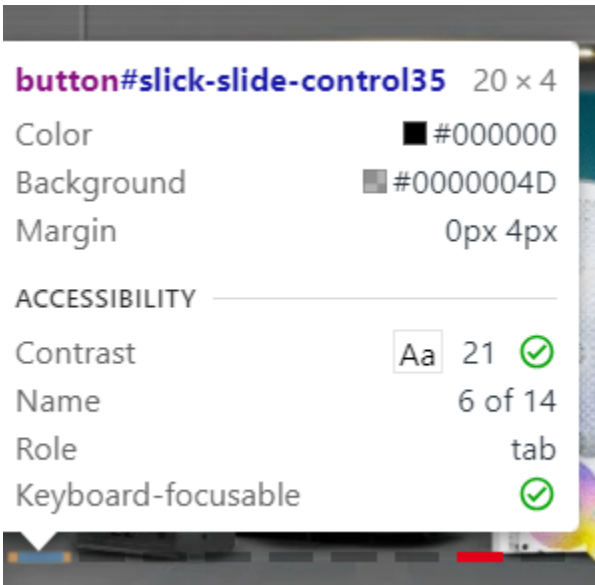 button#slick-slide-control35 20 × 4
Color #000000
Background #0000004D
Margin 0px 4px
ACCESSIBILITY
Contrast Aa 21
Name 6 of 14
Role tab
Keyboard-focusable